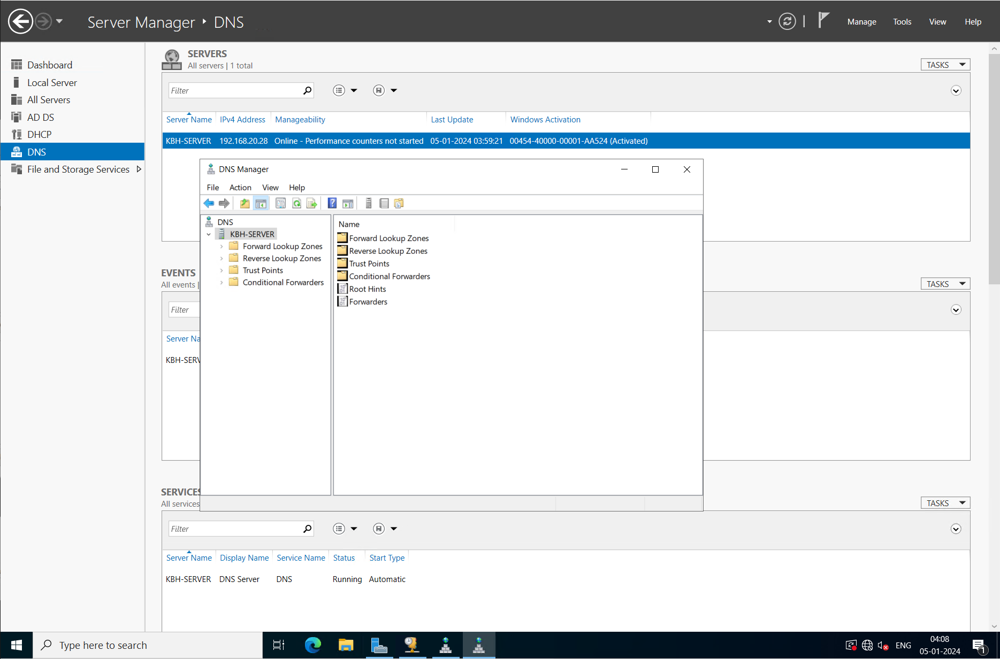 Server Manager ‣ DNS
Manage Tools View Help
Dashboard
Local Server
All Servers
AD DS
DHCP
DNS
File and Storage Services
SERVERS
All servers | 1 total
TASKS
Filter
Server Name IPv4 Address Manageability Last Update Windows Activation
KBH-SERVER 192.168.20.28 Online - Performance counters not started 05-01-2024 03:59:21 00454-40000-00001-AA524 (Activated)
DNS Manager
File Action View Help
DNS
KBH-SERVER
Forward Lookup Zones
Reverse Lookup Zones
Trust Points
Conditional Forwarders
Name
Forward Lookup Zones
Reverse Lookup Zones
Trust Points
Conditional Forwarders
Root Hints
Forwarders
EVENTS
All events |
TASKS
Filter
Server Na
KBH-SERV
SERVICES
All services
TASKS
Filter
Server Name Display Name Service Name Status Start Type
KBH-SERVER DNS Server DNS Running Automatic
Type here to search
ENG
04:08
05-01-2024
1